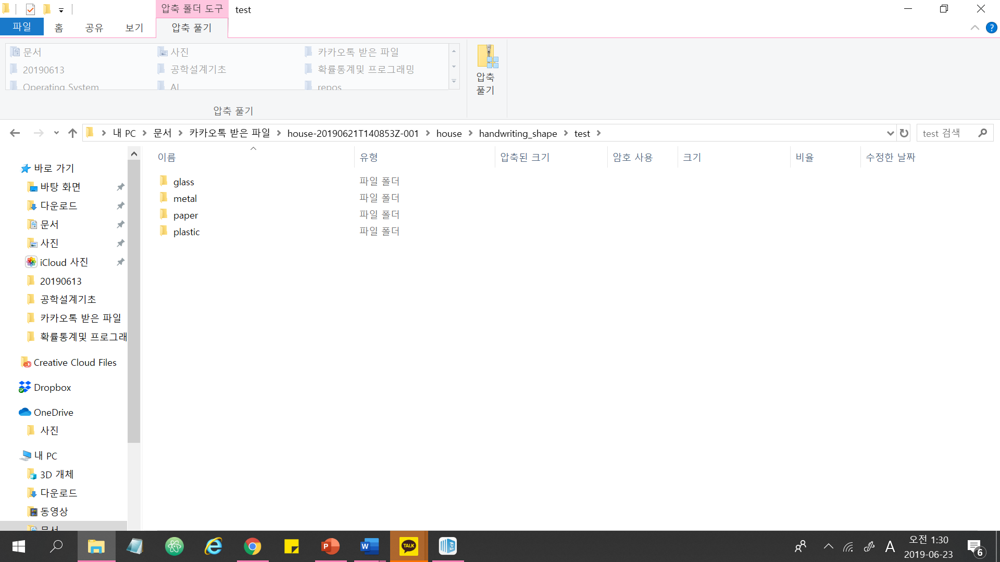 압축 폴더 도구 test
파일 홈 공유 보기 압축 풀기
문서 사진 카카오톡 받은 파일
20190613 공학설계기초 확률통계및 프로그래밍
Operating System AI repos
압축
풀기
압축 풀기
내 PC 문서 카카오톡 받은 파일 house-20190621T140853Z-001 house handwriting_shape test test 검색
이름 유형 압축된 크기 암호 사용 크기 비율 수정한 날짜
glass 파일 폴더
metal 파일 폴더
paper 파일 폴더
plastic 파일 폴더
바로 가기
바탕 화면
다운로드
문서
사진
iCloud 사진
20190613
공학설계기초
카카오톡 받은 파일
확률통계및 프로그래
Creative Cloud Files
Dropbox
OneDrive
사진
내 PC
3D 개체
다운로드
동영상
문서
TALK
A
오전 1:30
2019-06-23
6